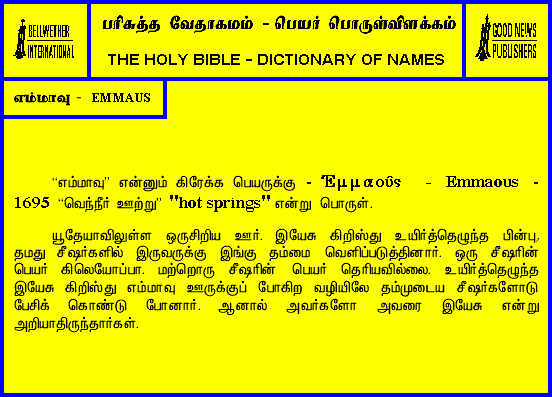 BELLWETHER
INTERNATIONAL
பரிசுத்த வேதாகமம் - பெயர் பொருள்விளக்கம்
THE HOLY BIBLE - DICTIONARY OF NAMES
GOOD NEWS
PUBLISHERS
எம்மாவு - EMMAUS
“எம்மாவு” என்னும் கிரேக்க பெயருக்கு - Ἐμμαοῦς - Emmaous -
1695 “வெந்நீர் ஊற்று” "hot springs" என்று பொருள்.
யூதேயாவிலுள்ள ஒருசிறிய ஊர். இயேசு கிறிஸ்து உயிர்த்தெழுந்த பின்பு,
தமது சீஷர்களில் இருவருக்கு இங்கு தம்மை வெளிப்படுத்தினார். ஒரு சீஷரின்
பெயர் கிலெயோப்பா. மற்றொரு சீஷரின் பெயர் தெரியவில்லை. உயிர்த்தெழுந்த
இயேசு கிறிஸ்து எம்மாவு ஊருக்குப் போகிற வழியிலே தம்முடைய சீஷர்களோடு
பேசிக் கொண்டு போனார். ஆனால் அவர்களோ அவரை இயேசு என்று
அறியாதிருந்தார்கள்.